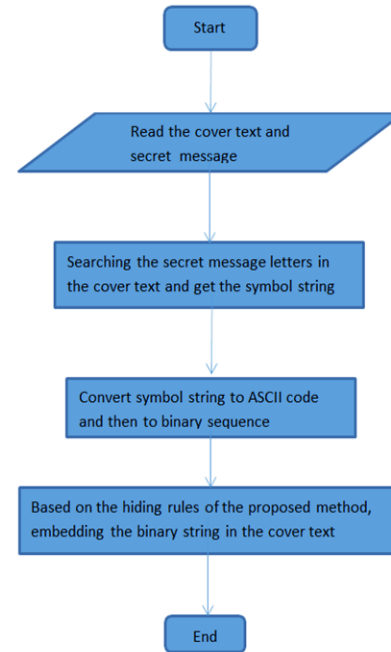 Start
Read the cover text and
secret message
Searching the secret message letters in
the cover text and get the symbol string
Convert symbol string to ASCII code
and then to binary sequence
Based on the hiding rules of the proposed method,
embedding the binary string in the cover text
End